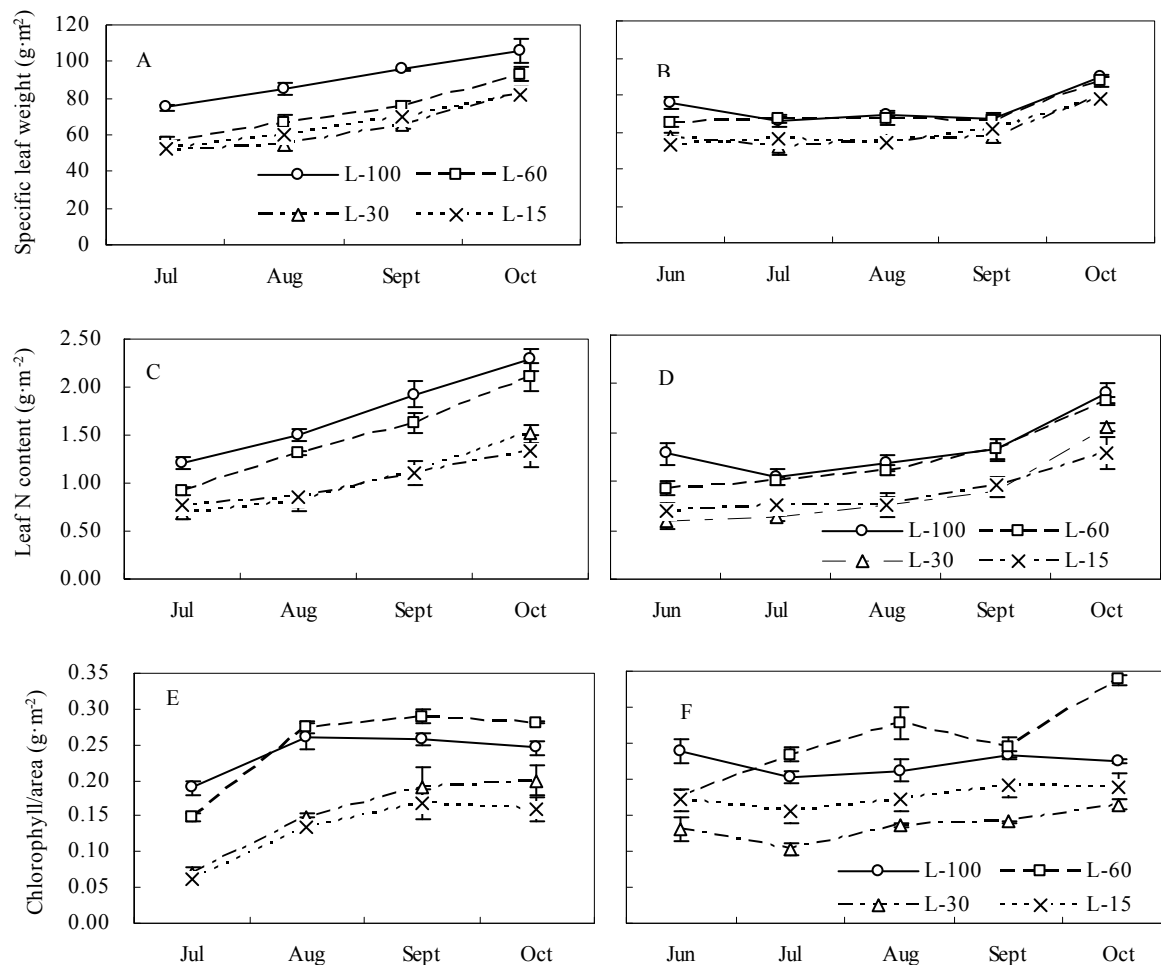 Specific leaf weight (g·m²)
120
100
80
60
40
20
0
A
L-100
L-60
L-30
L-15
Jul
Aug
Sept
Oct
B
Jun
Jul
Aug
Sept
Oct
Leaf N content (g·m⁻²)
2.50
2.00
1.50
1.00
0.50
0.00
C
Jul
Aug
Sept
Oct
D
L-100
L-60
L-30
L-15
Jun
Jul
Aug
Sept
Oct
Chlorophyll/area (g·m⁻²)
0.35
0.30
0.25
0.20
0.15
0.10
0.05
0.00
E
Jul
Aug
Sept
Oct
F
L-100
L-60
L-30
L-15
Jun
Jul
Aug
Sept
Oct